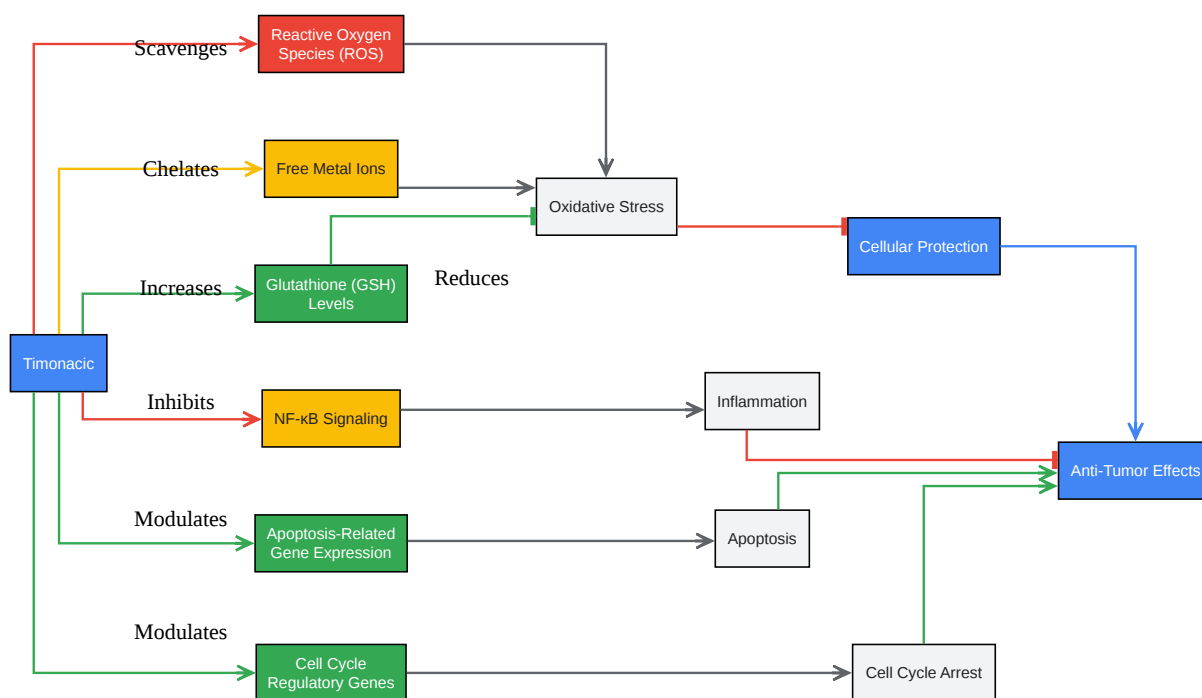 Scavenges
Reactive Oxygen
Species (ROS)
Chelates
Free Metal Ions
Oxidative Stress
Cellular Protection
Increases
Glutathione (GSH)
Levels
Reduces
Timonacic
Inhibits
NF-κB Signaling
Inflammation
Anti-Tumor Effects
Modulates
Apoptosis-Related
Gene Expression
Apoptosis
Modulates
Cell Cycle
Regulatory Genes
Cell Cycle Arrest